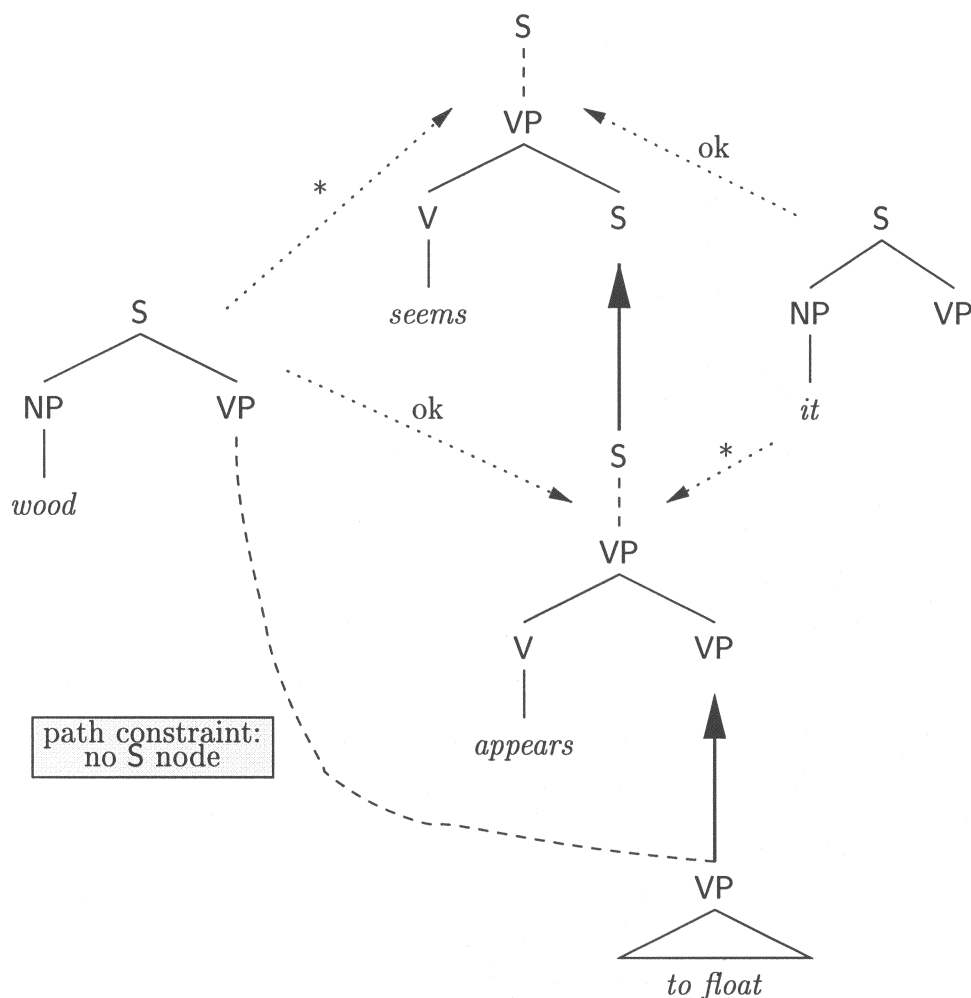 S
VP
ok
*
V
S
S
seems
S
NP
VP
NP
VP
ok
it
wood
S
*
VP
V
VP
path constraint:
no S node
appears
VP
to float